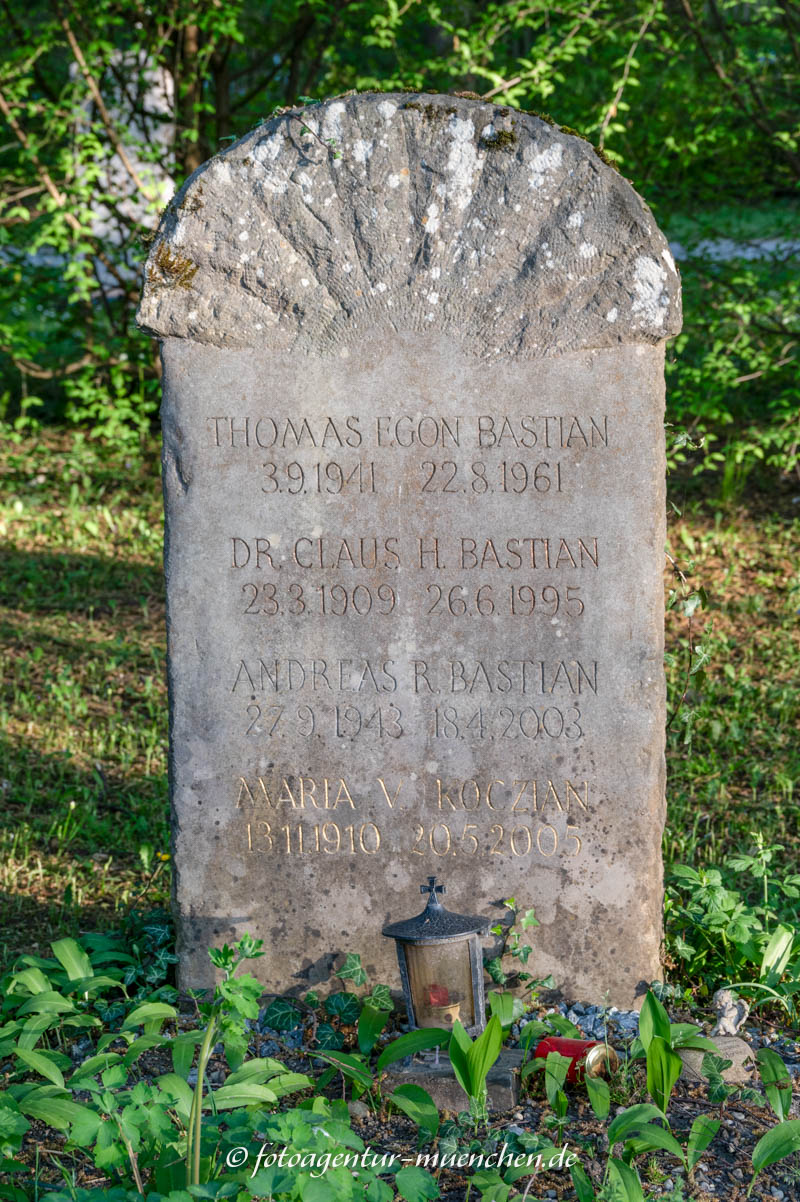 THOMAS EGON BASTIAN
3.9.1941 22.8.1961
DR. CLAUS H. BASTIAN
23.3.1909 26.6.1995
ANDREAS R. BASTIAN
27.9.1943 18.4.2003
MARIA V. KOCZIAN
13.11.1910 20.5.2005
© fotoagentur-muenchen.de